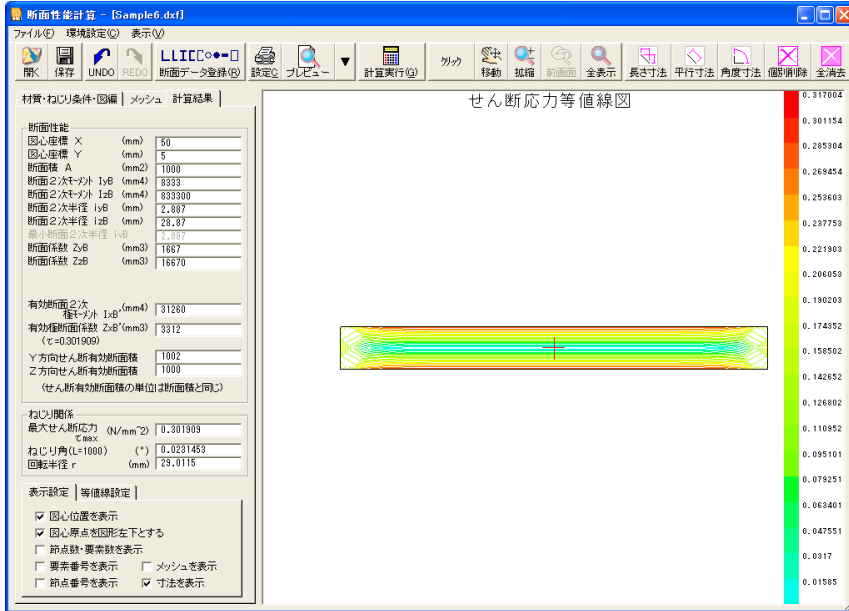 断面性能計算 - [Sample6.dxf]
ファイル(F) 環境設定(C) 表示(V)
LLIE[○●━□
開く 保存 UNDO REDO 断面データ登録(R) 設定C プレビュー 計算実行(G) クリック 移動 拡縮 前画面 全表示 長さ寸法 平行寸法 角度寸法 個別削除 全消去
材質・ねじり条件・図編 メッシュ 計算結果
せん断応力等値線図
断面性能
図心座標 X (mm) 50
図心座標 Y (mm) 5
断面積 A (mm2) 1000
断面2次モーメント IyB (mm4) 8333
断面2次モーメント IzB (mm4) 833300
断面2次半径 iyB (mm) 2.887
断面2次半径 izB (mm) 28.87
最小断面2次半径 ivB 2.887
断面係数 ZyB (mm3) 1667
断面係数 ZzB (mm3) 16670
有効断面2次
極モーメント IxB' (mm4) 31260
有効極断面係数 ZxB'(mm3) 3312
(τ=0.301909)
Y方向せん断有効断面積 1002
Z方向せん断有効断面積 1000
(せん断有効断面積の単位は断面積と同じ)
ねじり関係
最大せん断応力 (N/mm^2) 0.301909
τmax
ねじり角(L=1000) (°) 0.0231453
回転半径 r (mm) 29.0115
表示設定 等値線設定
図心位置を表示
図心原点を図形左下とする
節点数・要素数を表示
要素番号を表示 メッシュを表示
節点番号を表示 寸法を表示
0.317004
0.301154
0.285304
0.269454
0.253603
0.237753
0.221903
0.206053
0.190203
0.174352
0.158502
0.142652
0.126802
0.110952
0.095101
0.079251
0.063401
0.047551
0.0317
0.01585